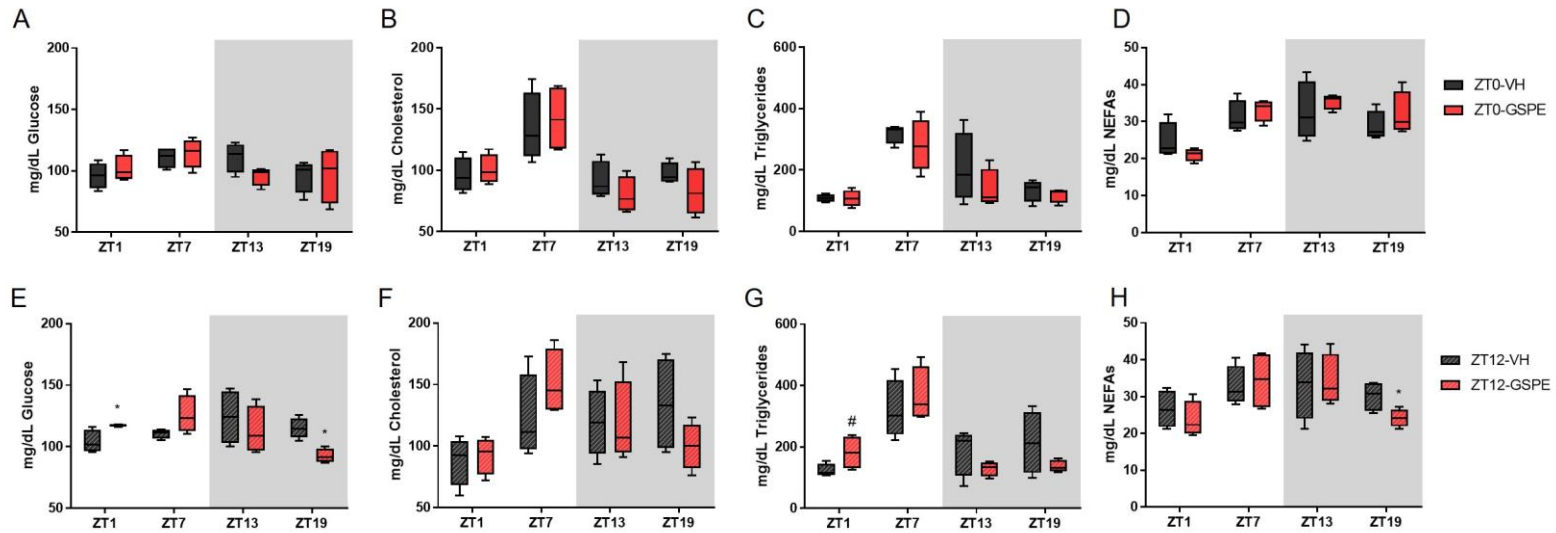 A
mg/dL Glucose
200
150
100
50
ZT1 ZT7 ZT13 ZT19
B
mg/dL Cholesterol
200
150
100
50
ZT1 ZT7 ZT13 ZT19
C
mg/dL Triglycerides
600
400
200
0
ZT1 ZT7 ZT13 ZT19
D
mg/dL NEFAs
50
40
30
20
10
0
ZT1 ZT7 ZT13 ZT19
ZT0-VH
ZT0-GSPE
E
mg/dL Glucose
200
150
100
50
*
*
ZT1 ZT7 ZT13 ZT19
F
mg/dL Cholesterol
200
150
100
50
ZT1 ZT7 ZT13 ZT19
G
mg/dL Triglycerides
600
400
200
0
#
ZT1 ZT7 ZT13 ZT19
H
mg/dL NEFAs
50
40
30
20
10
0
*
ZT1 ZT7 ZT13 ZT19
ZT12-VH
ZT12-GSPE